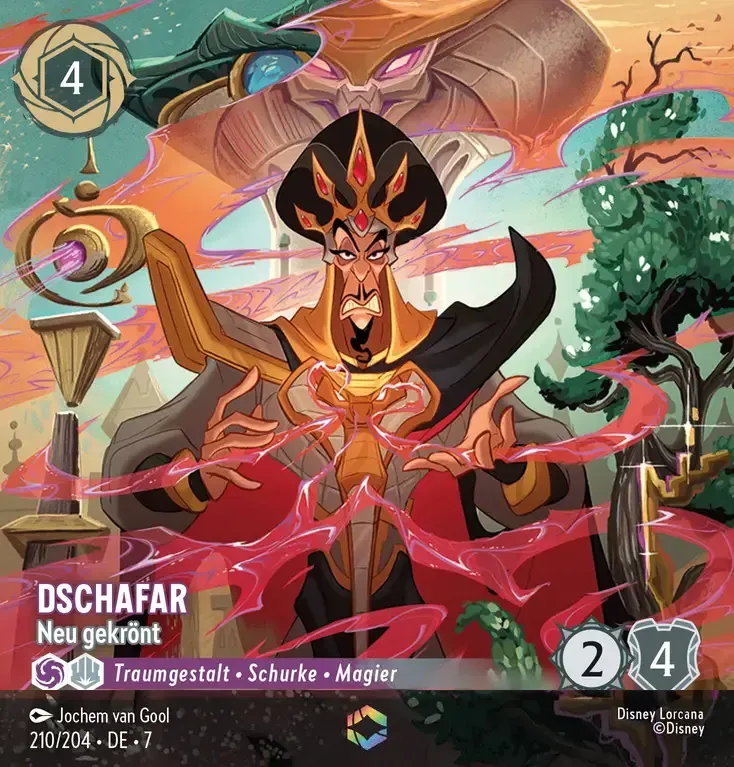 4
DSCHAFAR
Neu gekrönt
Traumgestalt • Schurke • Magier
2 4
Jochem van Gool
210/204 • DE • 7
Disney Lorcana
©Disney